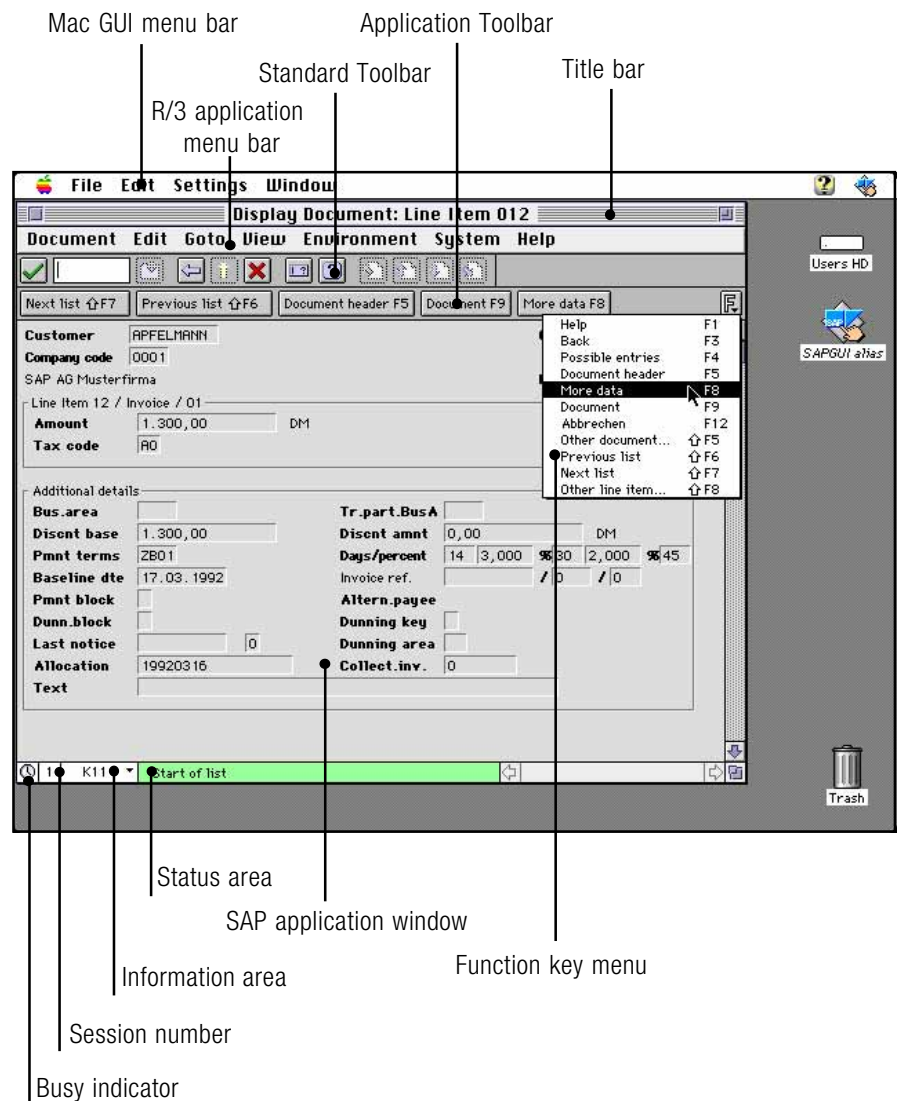 Mac GUI menu bar
Application Toolbar
Standard Toolbar
Title bar
R/3 application
menu bar
File Edit Settings Window
Display Document: Line Item 012
Document Edit Goto View Environment System Help
Users HD
Next list ⇧F7 Previous list ⇧F6 Document header F5 Document F9 More data F8
SAPGUI alias
Customer APFELMANN
Company code 0001
SAP AG Musterfirma
Line Item 12 / Invoice / 01
Amount 1.300,00 DM
Tax code A0
Help F1
Back F3
Possible entries F4
Document header F5
More data F8
Document F9
Abbrechen F12
Other document... ⇧F5
Previous list ⇧F6
Next list ⇧F7
Other line item... ⇧F8
Additional details
Bus.area Tr.part.BusA
Discnt base 1.300,00 Discnt amnt 0,00 DM
Pmnt terms ZB01 Days/percent 14 3,000 % 30 2,000 % 45
Baseline dte 17.03.1992 Invoice ref. / 0 / 0
Pmnt block Altern.payee
Dunn.block Dunning key
Last notice 0 Dunning area
Allocation 19920316 Collect.inv. 0
Text
1 K11 Start of list
Trash
Status area
SAP application window
Function key menu
Information area
Session number
Busy indicator